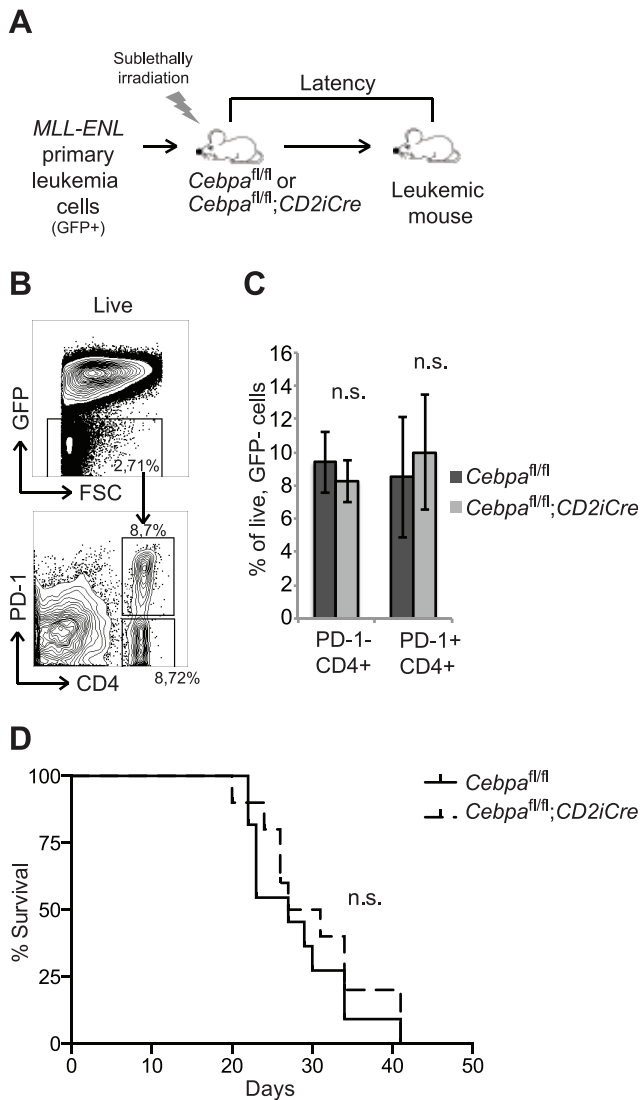 A
Sublethally
irradiation
Latency
MLL-ENL
primary
leukemia
cells
(GFP+)
Cebpafl/fl or
Cebpafl/fl;CD2iCre
Leukemic
mouse
B
Live
GFP
2,71%
FSC
8,7%
PD-1
CD4
8,72%
C
% of live, GFP- cells
16
14
12
10
8
6
4
2
0
n.s.
n.s.
PD-1-
CD4+
PD-1+
CD4+
Cebpafl/fl
Cebpafl/fl;CD2iCre
D
% Survival
100
75
50
25
0
0 10 20 30 40 50
Days
n.s.
Cebpafl/fl
Cebpafl/fl;CD2iCre